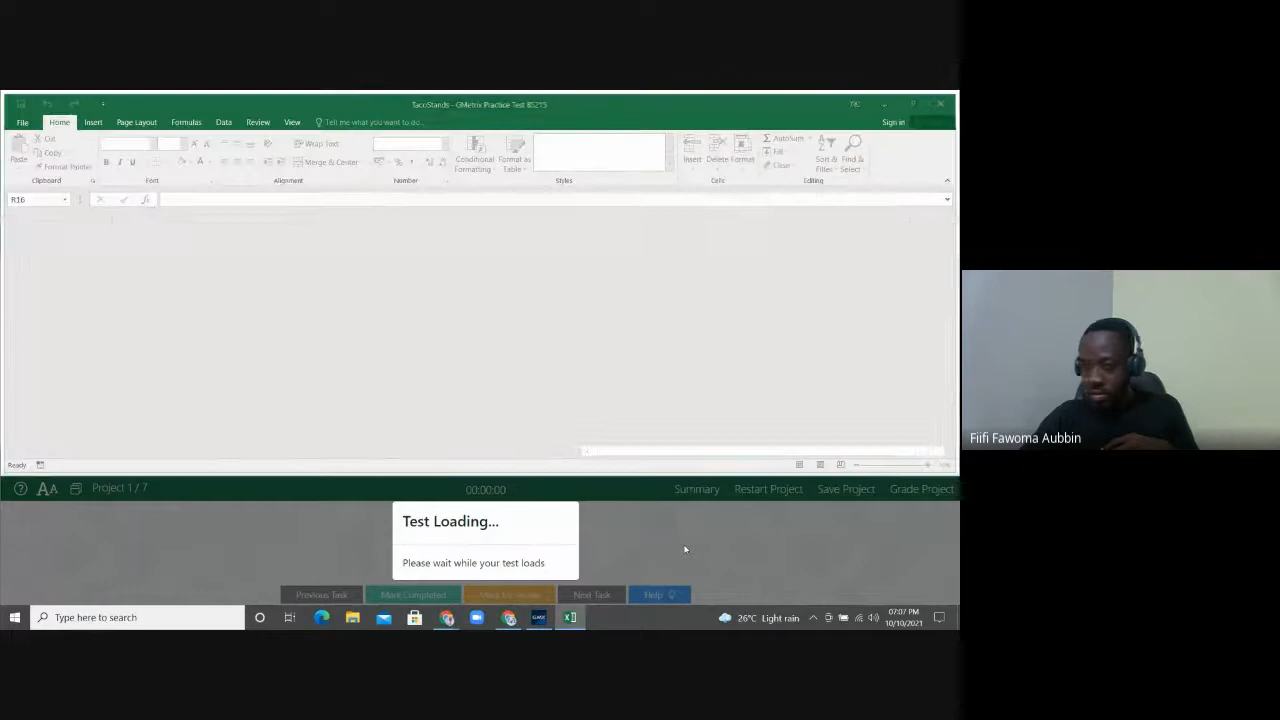 TacoStands - GMetrix Practice Test 85215
File Home Insert Page Layout Formulas Data Review View Tell me what you want to do... Sign in
Cut
Copy
Format Painter
Paste
Clipboard
B I U
Font
Wrap Text
Merge & Center
Alignment
Number
Conditional Formatting
Format as Table
Styles
Insert Delete Format
Cells
AutoSum
Fill
Clear
Sort & Filter
Find & Select
Editing
R16
fx
Ready
Project 1 / 7
00:00:00
Summary Restart Project Save Project Grade Project
Test Loading...
Please wait while your test loads
Previous Task Mark Completed Mark for Review Next Task Help
Type here to search
26°C Light rain
07:07 PM
10/10/2021
Fiifi Fawoma Aubbin